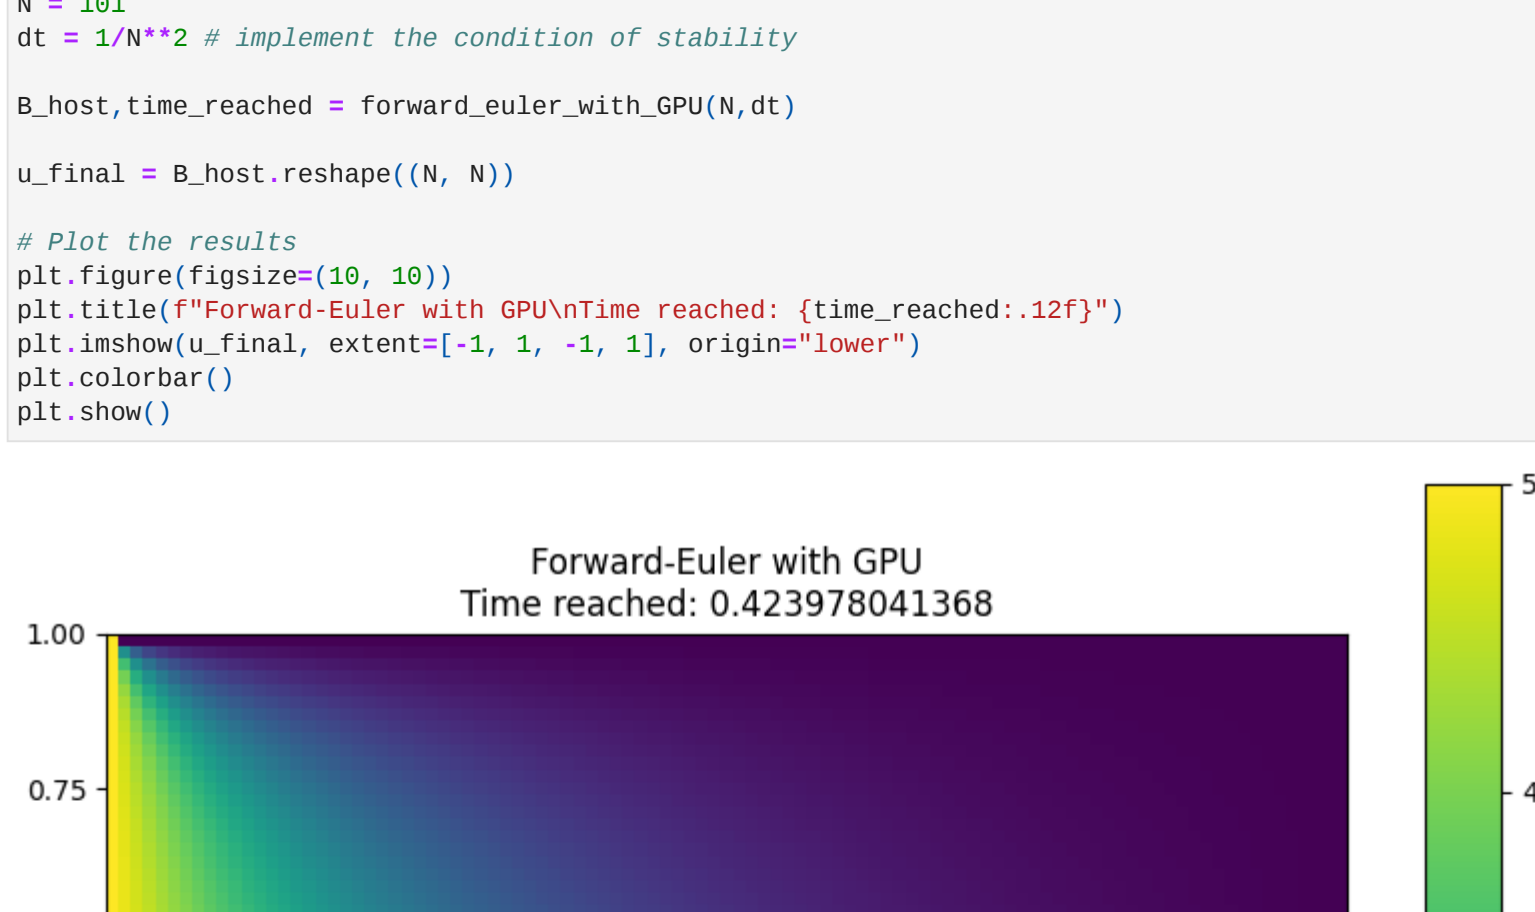 N = 101
dt = 1/N**2 # implement the condition of stability
B_host,time_reached = forward_euler_with_GPU(N,dt)
u_final = B_host.reshape((N, N))
# Plot the results
plt.figure(figsize=(10, 10))
plt.title(f"Forward-Euler with GPU\nTime reached: {time_reached:.12f}")
plt.imshow(u_final, extent=[-1, 1, -1, 1], origin="lower")
plt.colorbar()
plt.show()
5
Forward-Euler with GPU
Time reached: 0.423978041368
1.00
0.75
4